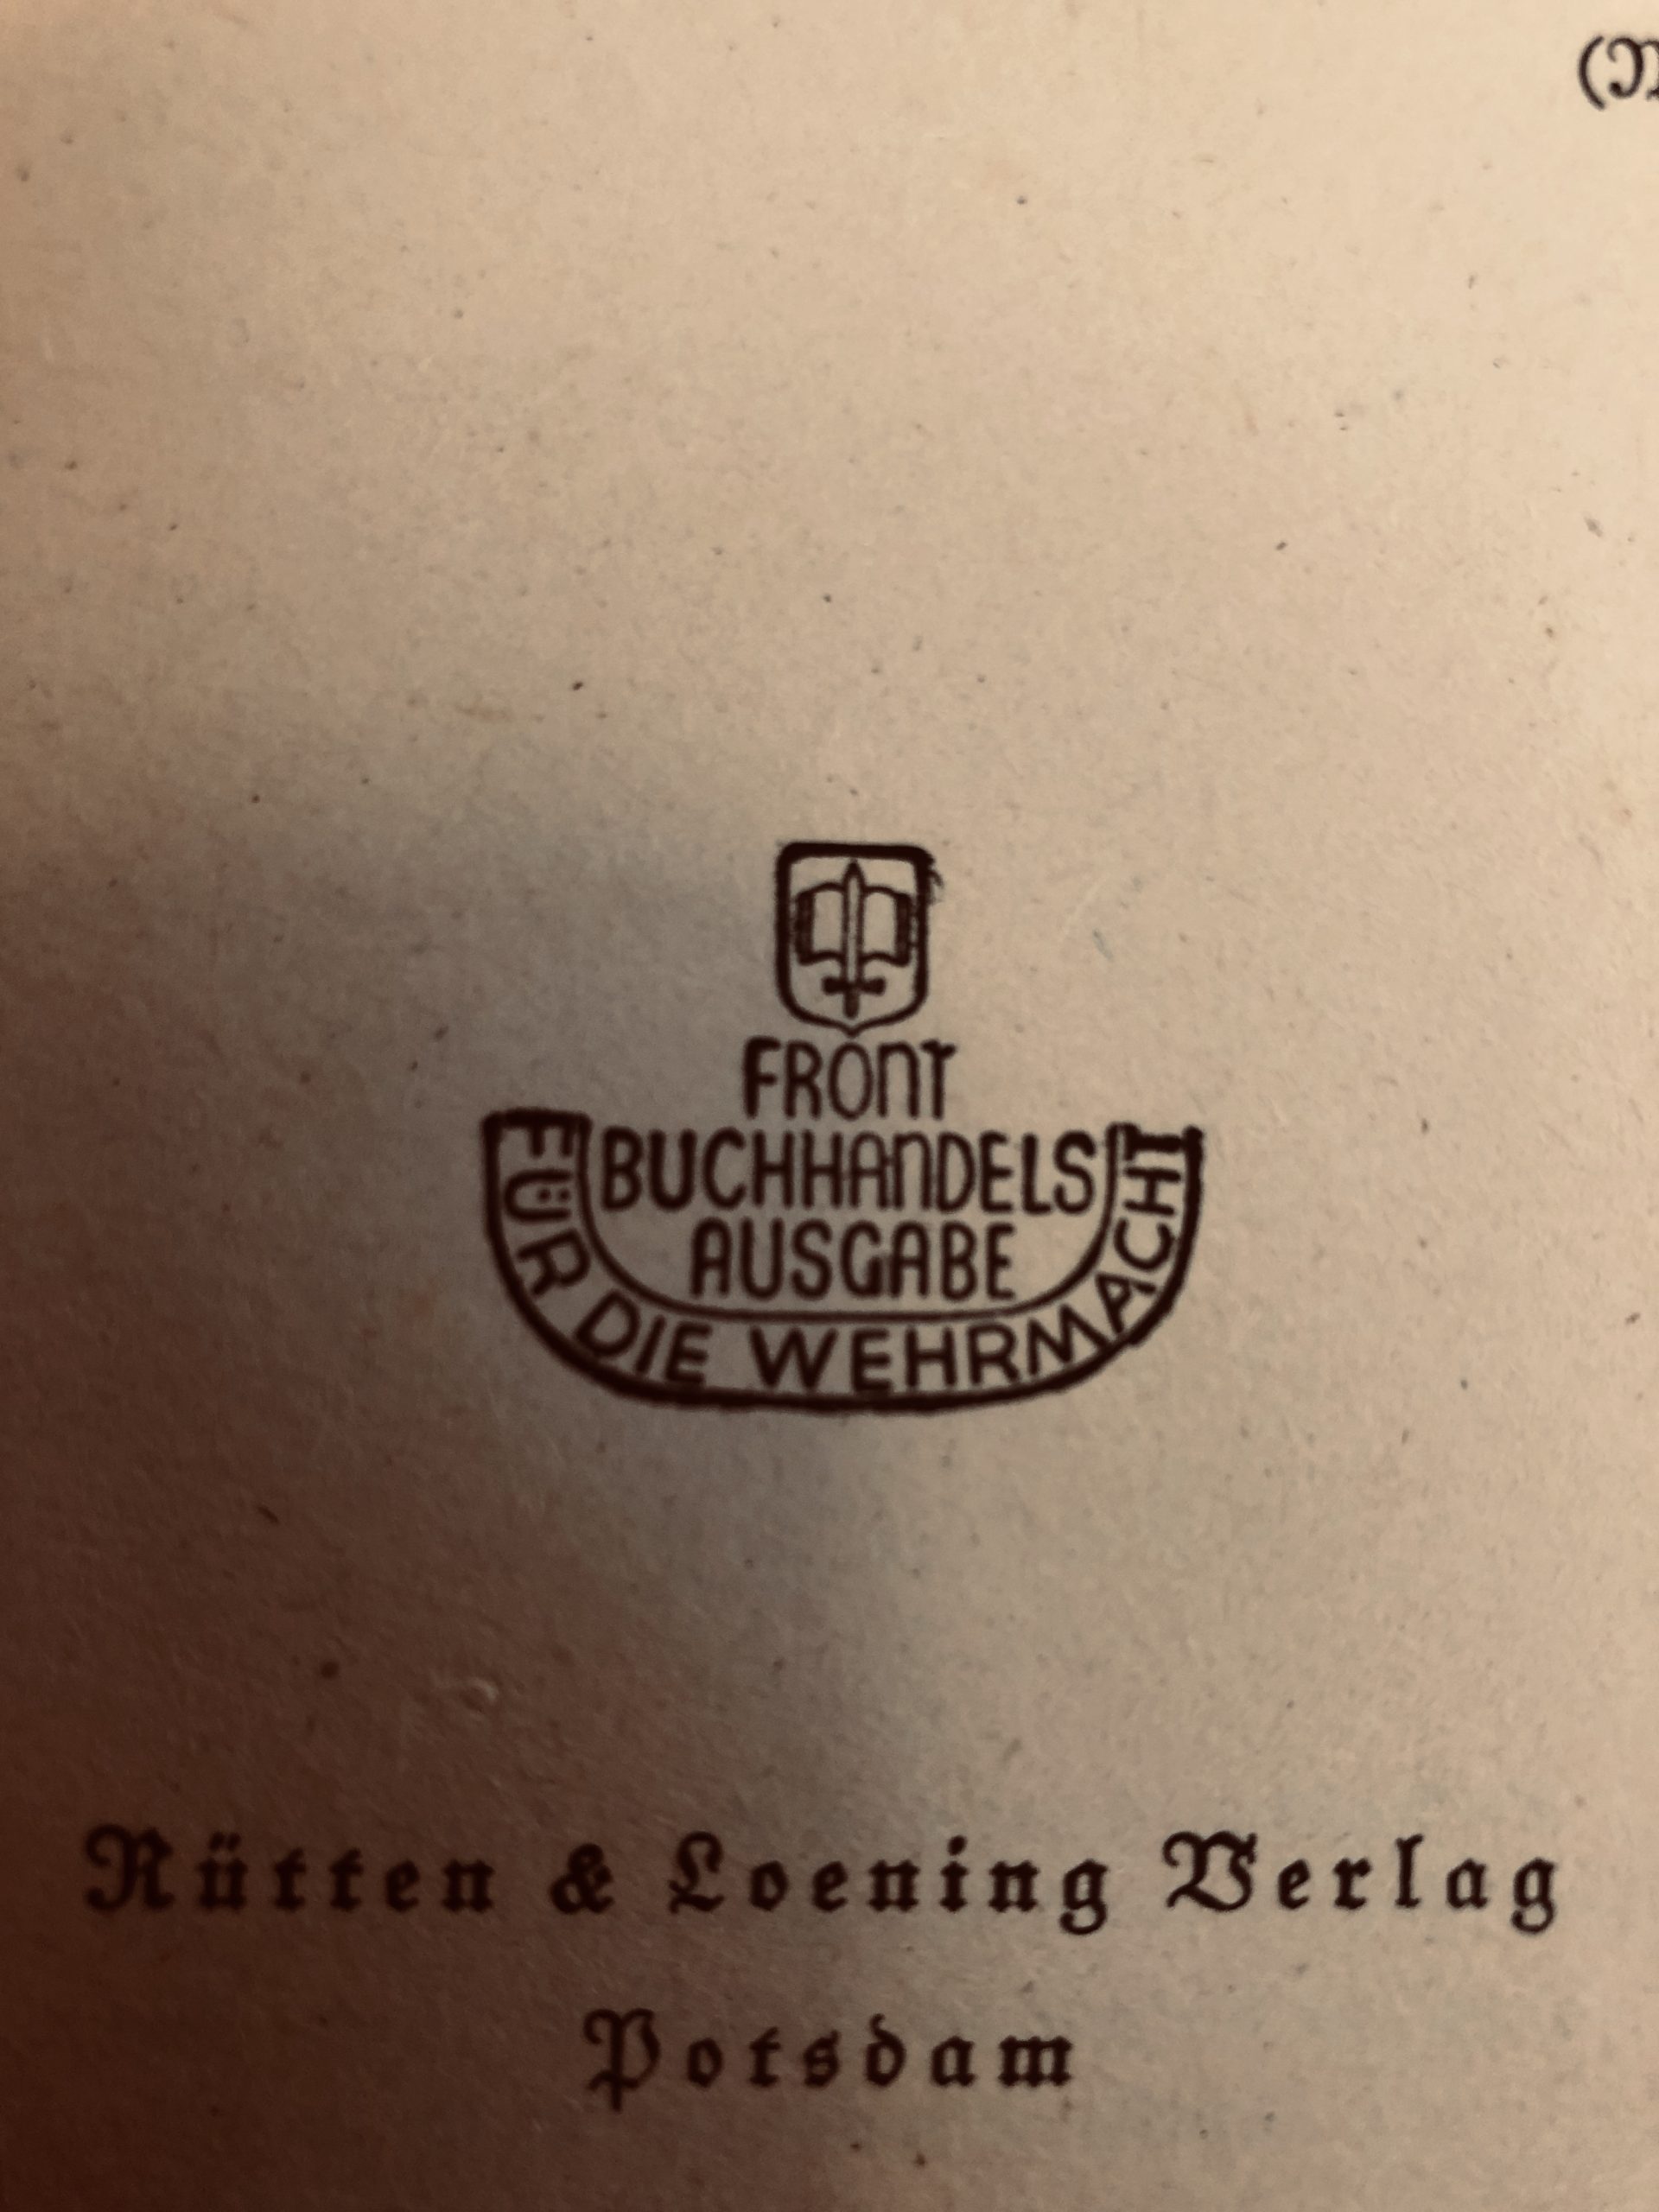 FRONT
BUCHHANDELS
AUSGABE
FÜR DIE WEHRMACHT
Rütten & Loening Verlag
Potsdam